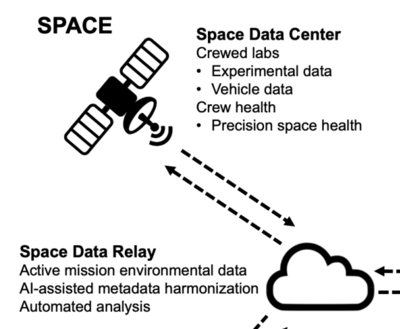 SPACE
Space Data Center
Crewed labs
• Experimental data
• Vehicle data
Crew health
• Precision space health
Space Data Relay
Active mission environmental data
AI-assisted metadata harmonization
Automated analysis